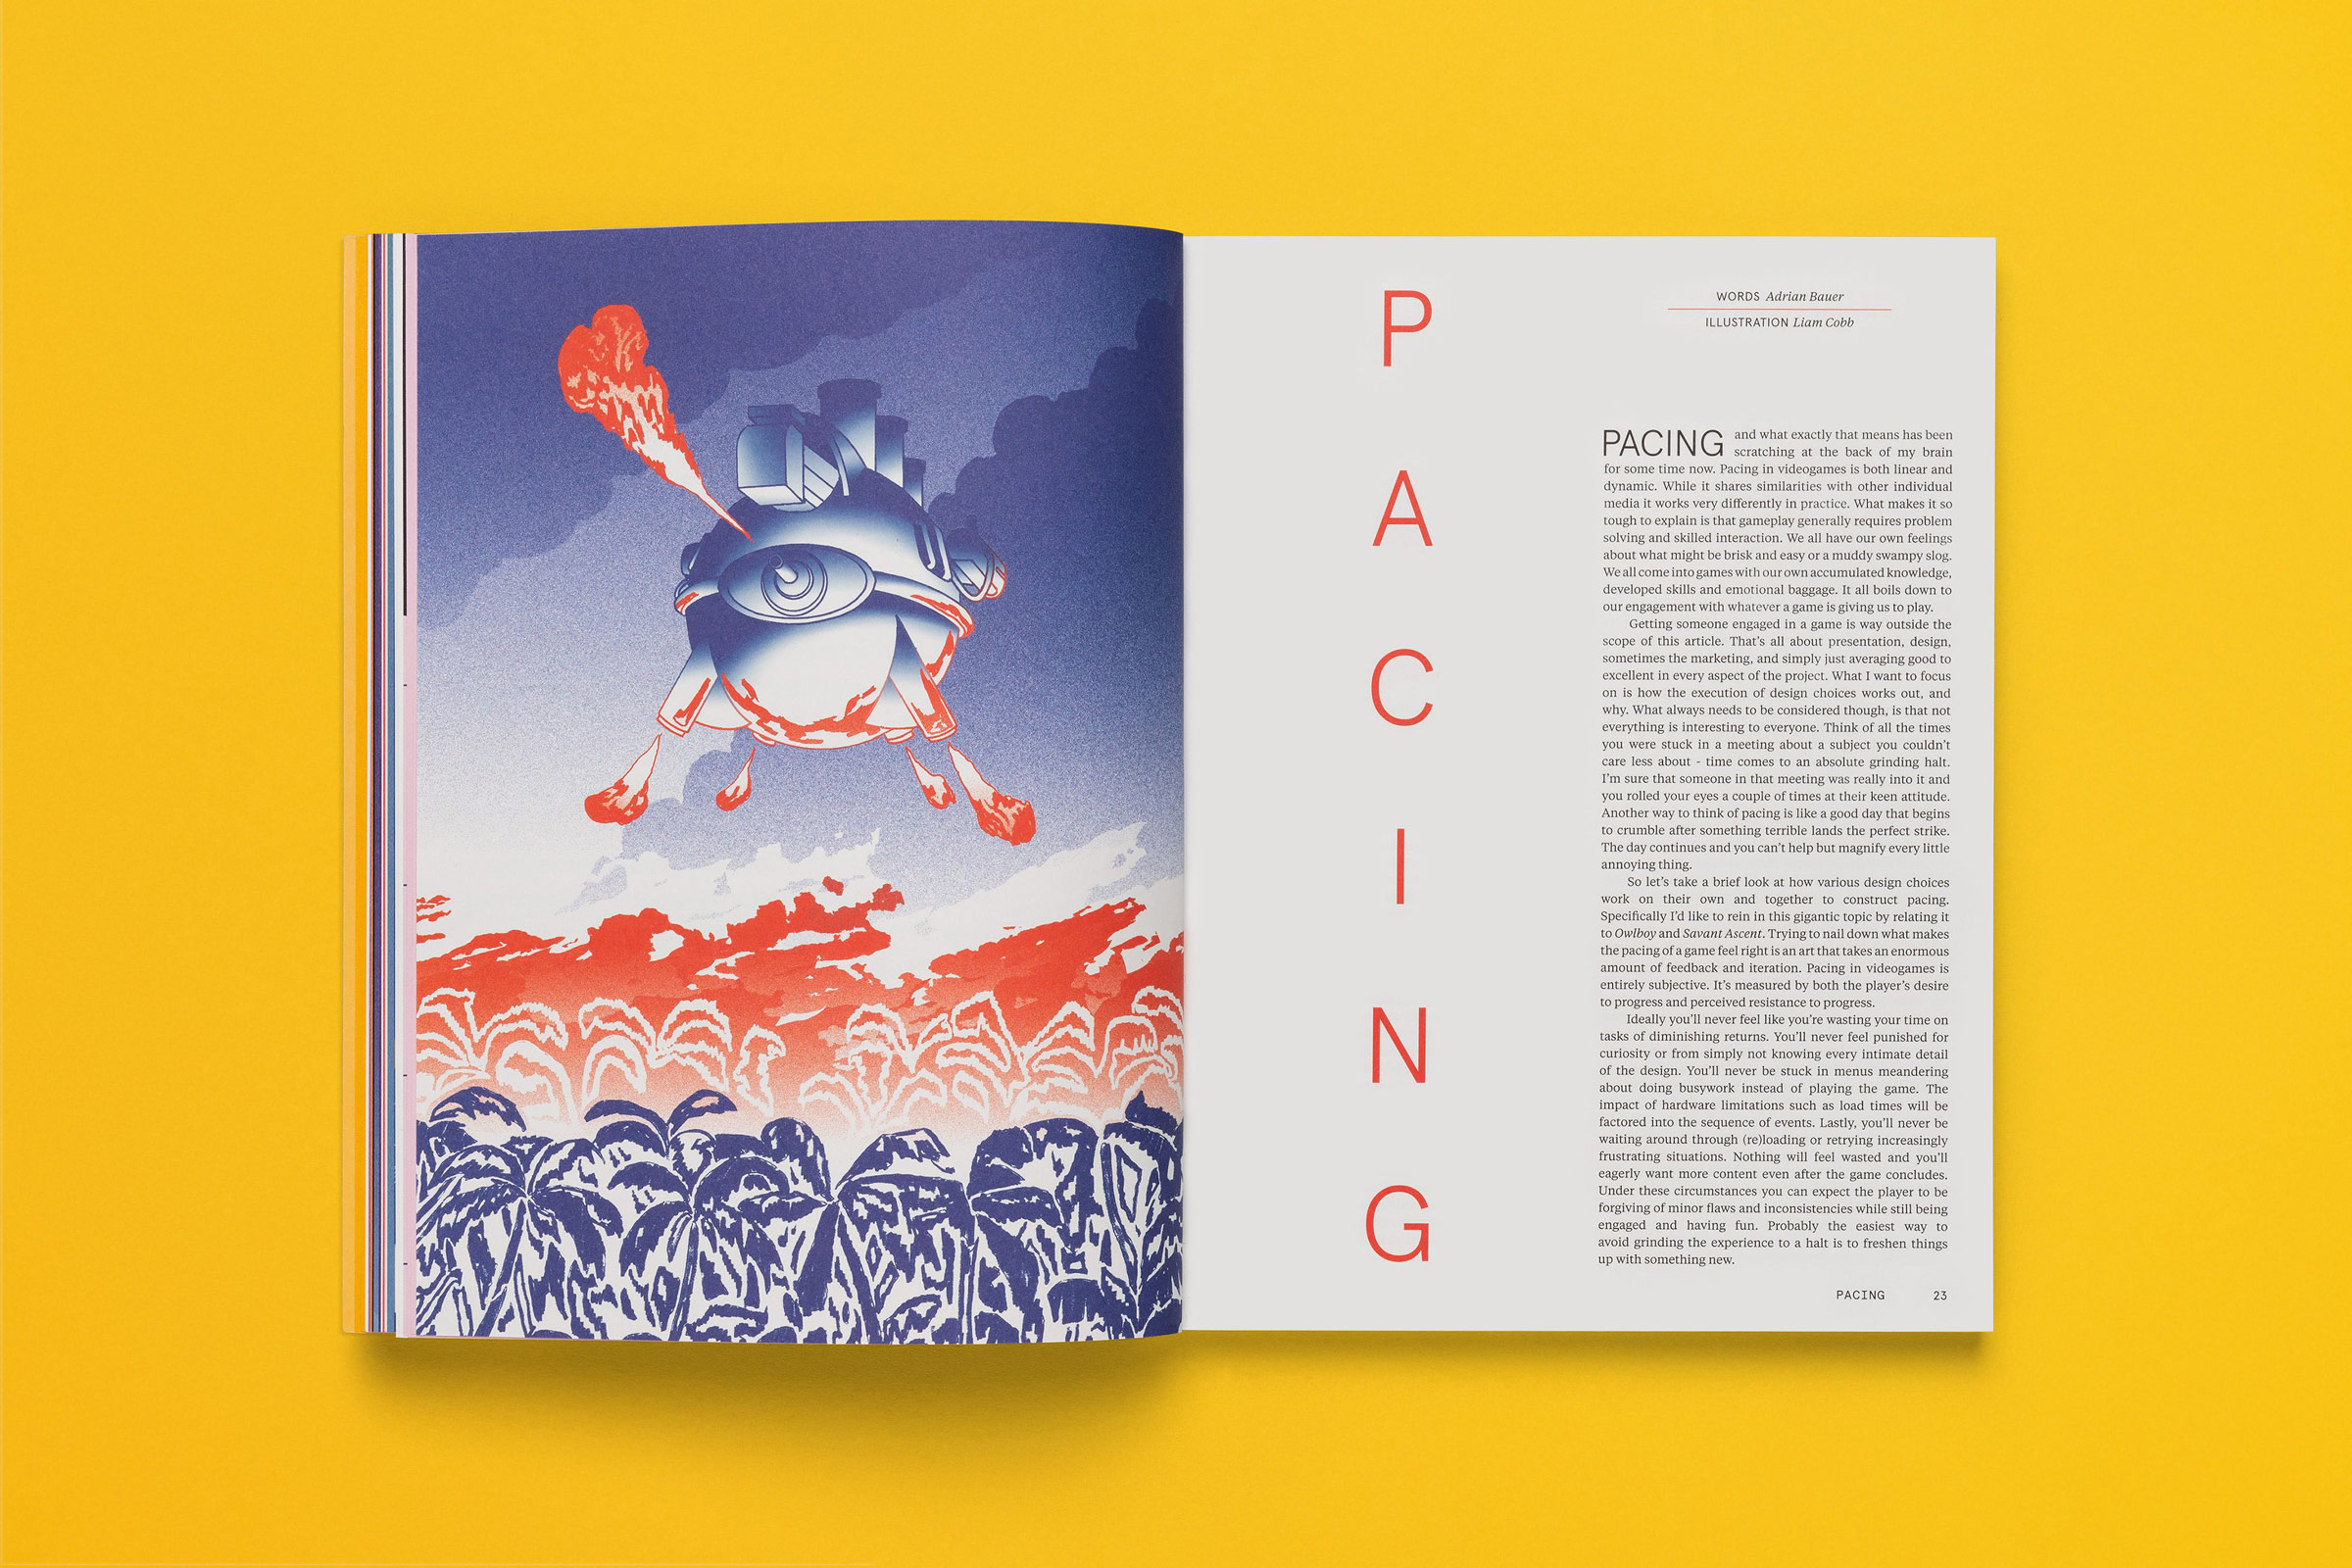 P
A
C
I
N
G
WORDS Adrian Bauer
ILLUSTRATION Liam Cobb
PACING and what exactly that means has been
scratching at the back of my brain
for some time now. Pacing in videogames is both linear and
dynamic. While it shares similarities with other individual
media it works very differently in practice. What makes it so
tough to explain is that gameplay generally requires problem
solving and skilled interaction. We all have our own feelings
about what might be brisk and easy or a muddy swampy slog.
We all come into games with our own accumulated knowledge,
developed skills and emotional baggage. It all boils down to
our engagement with whatever a game is giving us to play.
Getting someone engaged in a game is way outside the
scope of this article. That's all about presentation, design,
sometimes the marketing, and simply just averaging good to
excellent in every aspect of the project. What I want to focus
on is how the execution of design choices works out, and
why. What always needs to be considered though, is that not
everything is interesting to everyone. Think of all the times
you were stuck in a meeting about a subject you couldn't
care less about - time comes to an absolute grinding halt.
I'm sure that someone in that meeting was really into it and
you rolled your eyes a couple of times at their keen attitude.
Another way to think of pacing is like a good day that begins
to crumble after something terrible lands the perfect strike.
The day continues and you can't help but magnify every little
annoying thing.
So let's take a brief look at how various design choices
work on their own and together to construct pacing.
Specifically I'd like to rein in this gigantic topic by relating it
to Owlboy and Savant Ascent. Trying to nail down what makes
the pacing of a game feel right is an art that takes an enormous
amount of feedback and iteration. Pacing in videogames is
entirely subjective. It's measured by both the player's desire
to progress and perceived resistance to progress.
Ideally you'll never feel like you're wasting your time on
tasks of diminishing returns. You'll never feel punished for
curiosity or from simply not knowing every intimate detail
of the design. You'll never be stuck in menus meandering
about doing busywork instead of playing the game. The
impact of hardware limitations such as load times will be
factored into the sequence of events. Lastly, you'll never be
waiting around through (re)loading or retrying increasingly
frustrating situations. Nothing will feel wasted and you'll
eagerly want more content even after the game concludes.
Under these circumstances you can expect the player to be
forgiving of minor flaws and inconsistencies while still being
engaged and having fun. Probably the easiest way to
avoid grinding the experience to a halt is to freshen things
up with something new.
PACING 23